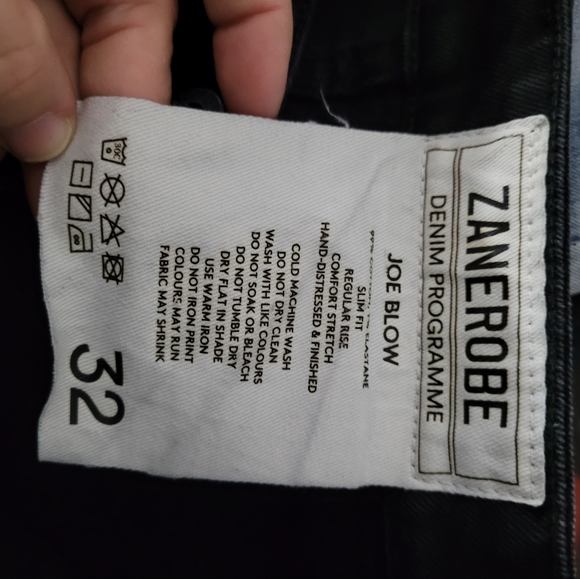 ZANEROBE
DENIM PROGRAMME
JOE BLOW
ELASTANE
SLIM FIT
REGULAR RISE
COMFORT STRETCH
HAND-DISTRESSED & FINISHED
COLD MACHINE WASH
DO NOT DRY CLEAN
WASH WITH LIKE COLOURS
DO NOT SOAK OR BLEACH
DO NOT TUMBLE DRY
DRY FLAT IN SHADE
USE WARM IRON
DO NOT IRON PRINT
COLOURS MAY RUN
FABRIC MAY SHRINK
30C
32